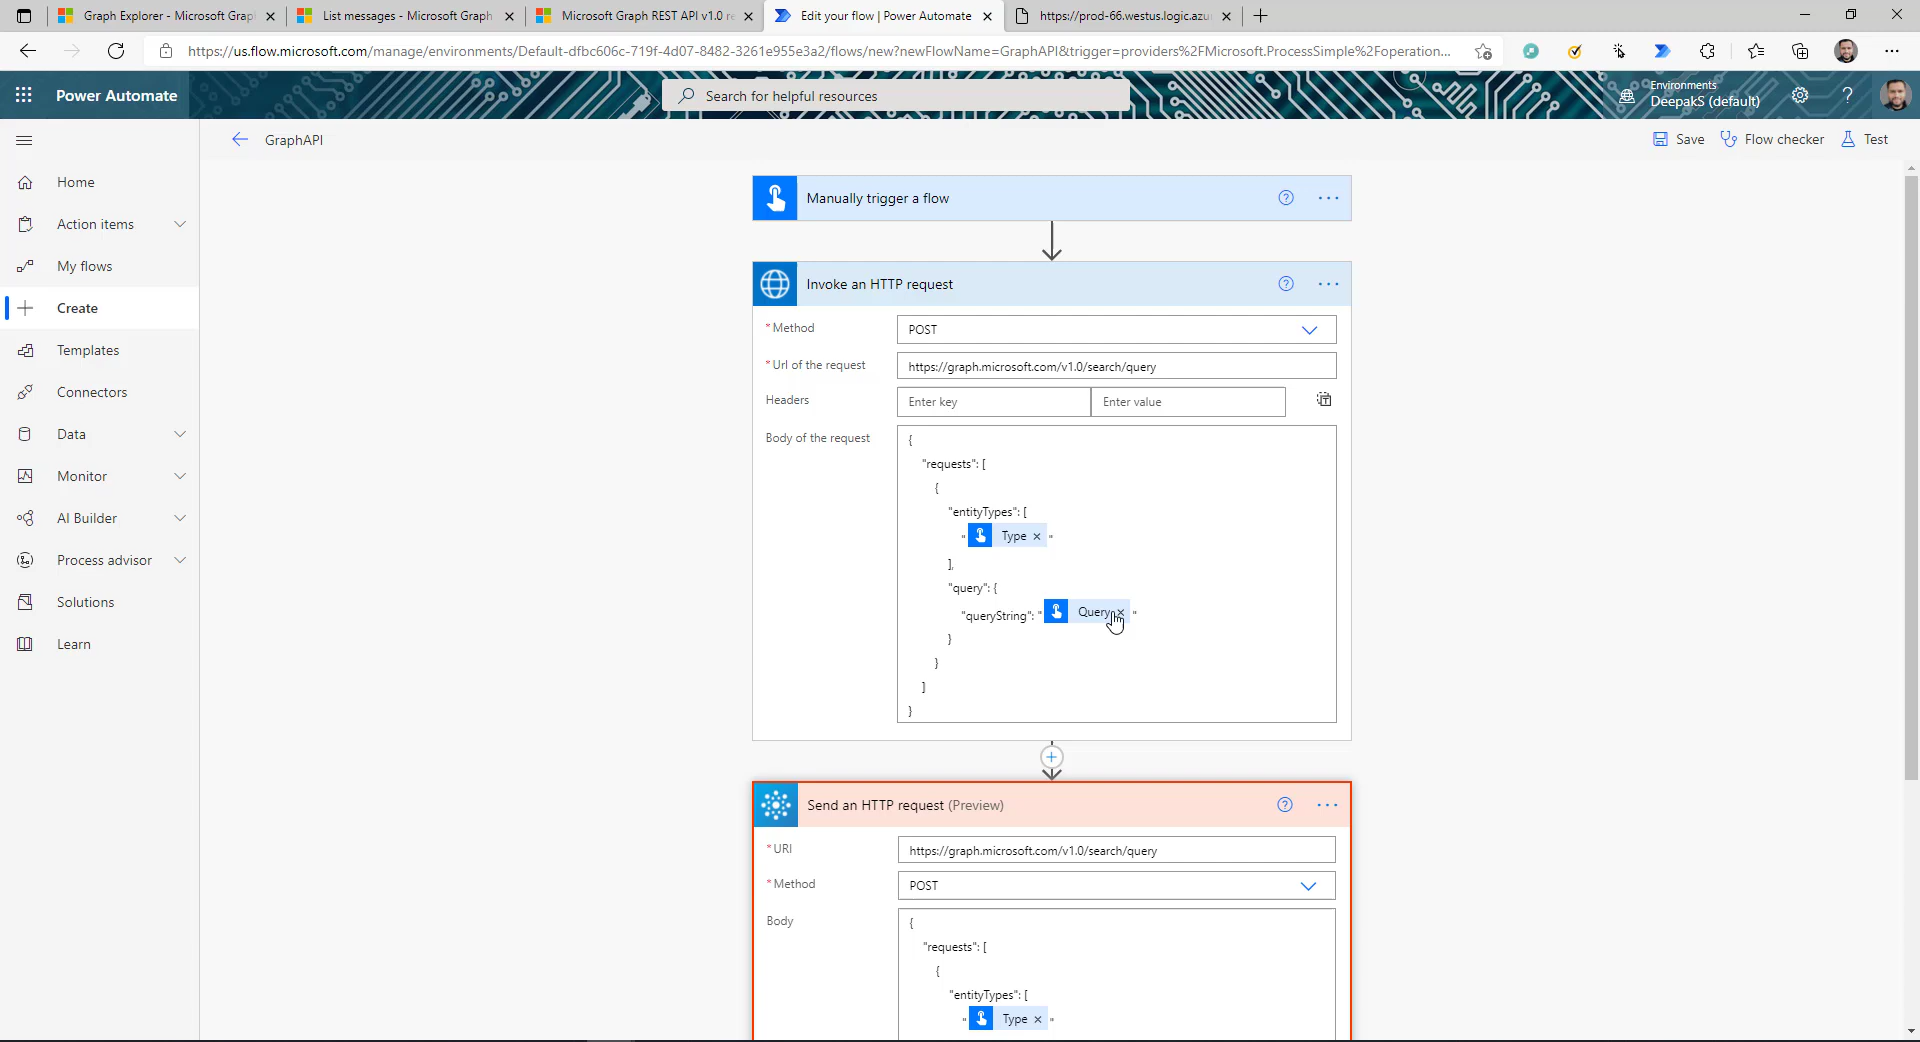 Graph Explorer - Microsoft Grap
List messages - Microsoft Graph
Microsoft Graph REST API v1.0 re
Edit your flow | Power Automate
https://prod-66.westus.logic.azu
https://us.flow.microsoft.com/manage/environments/Default-dfbc606c-719f-4d07-8482-3261e955e3a2/flows/new?newFlowName=GraphAPI&trigger=providers%2FMicrosoft.ProcessSimple%2Foperation...
Power Automate
Search for helpful resources
Environments
DeepakS (default)
GraphAPI
Save
Flow checker
Test
Home
Action items
My flows
Create
Templates
Connectors
Data
Monitor
AI Builder
Process advisor
Solutions
Learn
Manually trigger a flow
Invoke an HTTP request
* Method
POST
* Url of the request
https://graph.microsoft.com/v1.0/search/query
Headers
Enter key
Enter value
Body of the request
{
"requests": [
{
"entityTypes": [
" Type × "
],
"query": {
"queryString": " Query × "
}
}
]
}
Send an HTTP request (Preview)
* URI
https://graph.microsoft.com/v1.0/search/query
* Method
POST
Body
{
"requests": [
{
"entityTypes": [
" Type × "